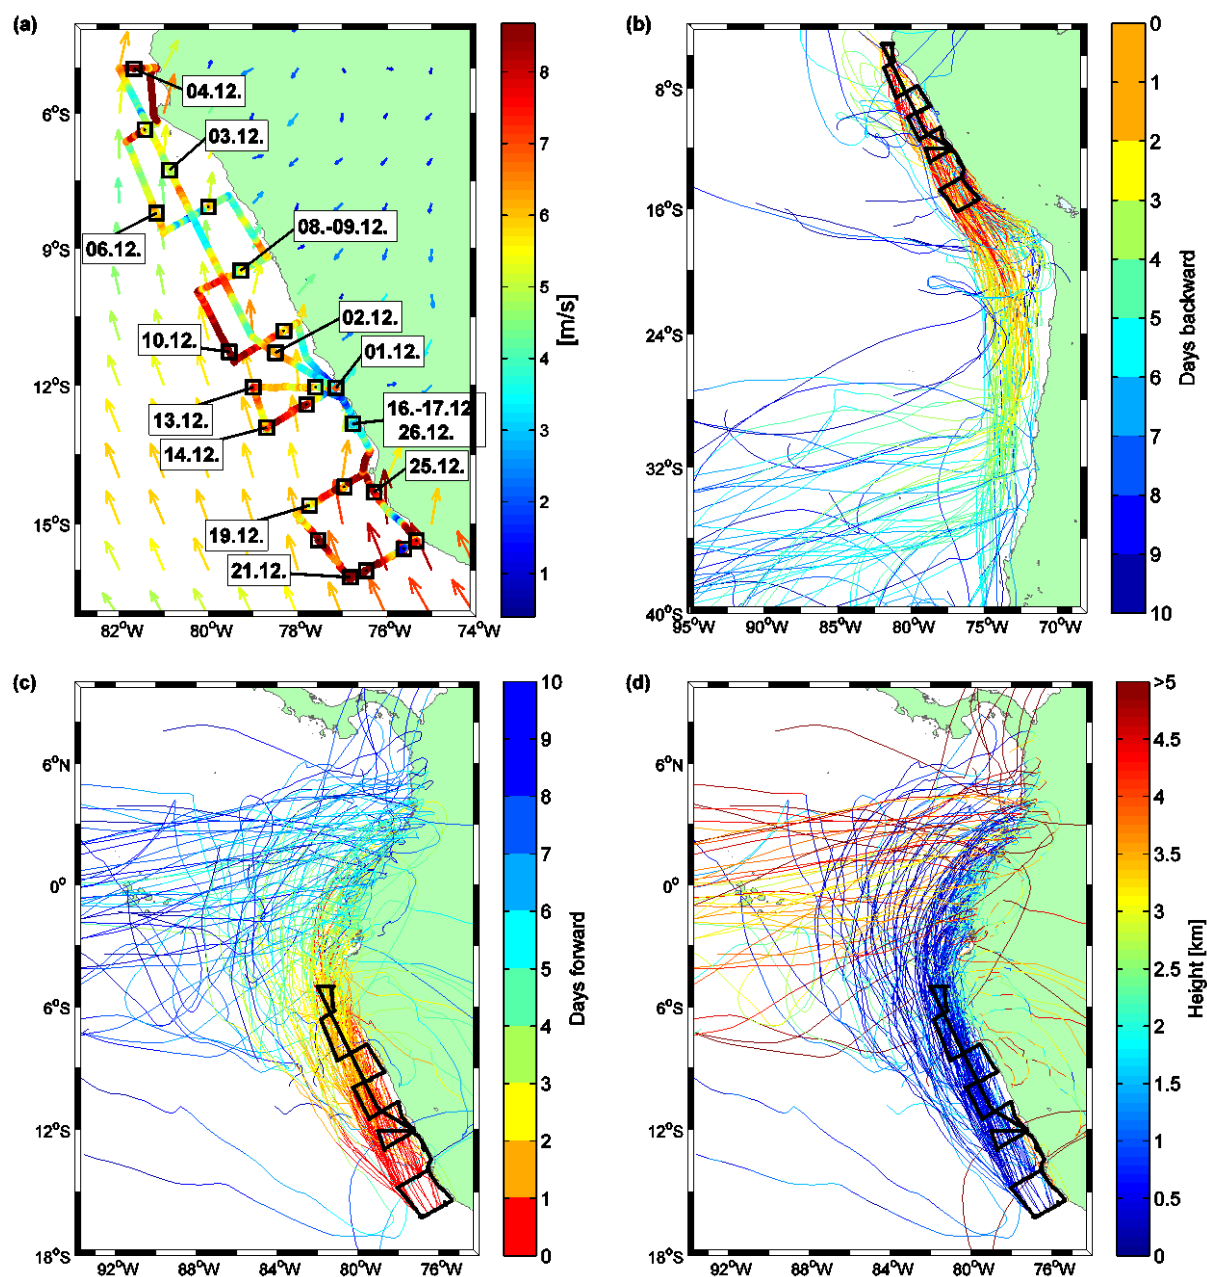 (a)
6°S
9°S
12°S
15°S
82°W
80°W
78°W
76°W
74°W
04.12.
03.12.
06.12.
08.-09.12.
02.12.
10.12.
01.12.
13.12.
16.-17.12
26.12.
14.12.
25.12.
19.12.
21.12.
8
7
6
5
4
3
2
1
[m/s]
(b)
8°S
16°S
24°S
32°S
40°S
95°W
90°W
85°W
80°W
75°W
70°W
0
1
2
3
4
5
6
7
8
9
10
Days backward
(c)
6°N
0°
6°S
12°S
18°S
92°W
88°W
84°W
80°W
76°W
10
9
8
7
6
5
4
3
2
1
0
Days forward
(d)
6°N
0°
6°S
12°S
18°S
92°W
88°W
84°W
80°W
76°W
>5
4.5
4
3.5
3
2.5
2
1.5
1
0.5
0
Height [km]